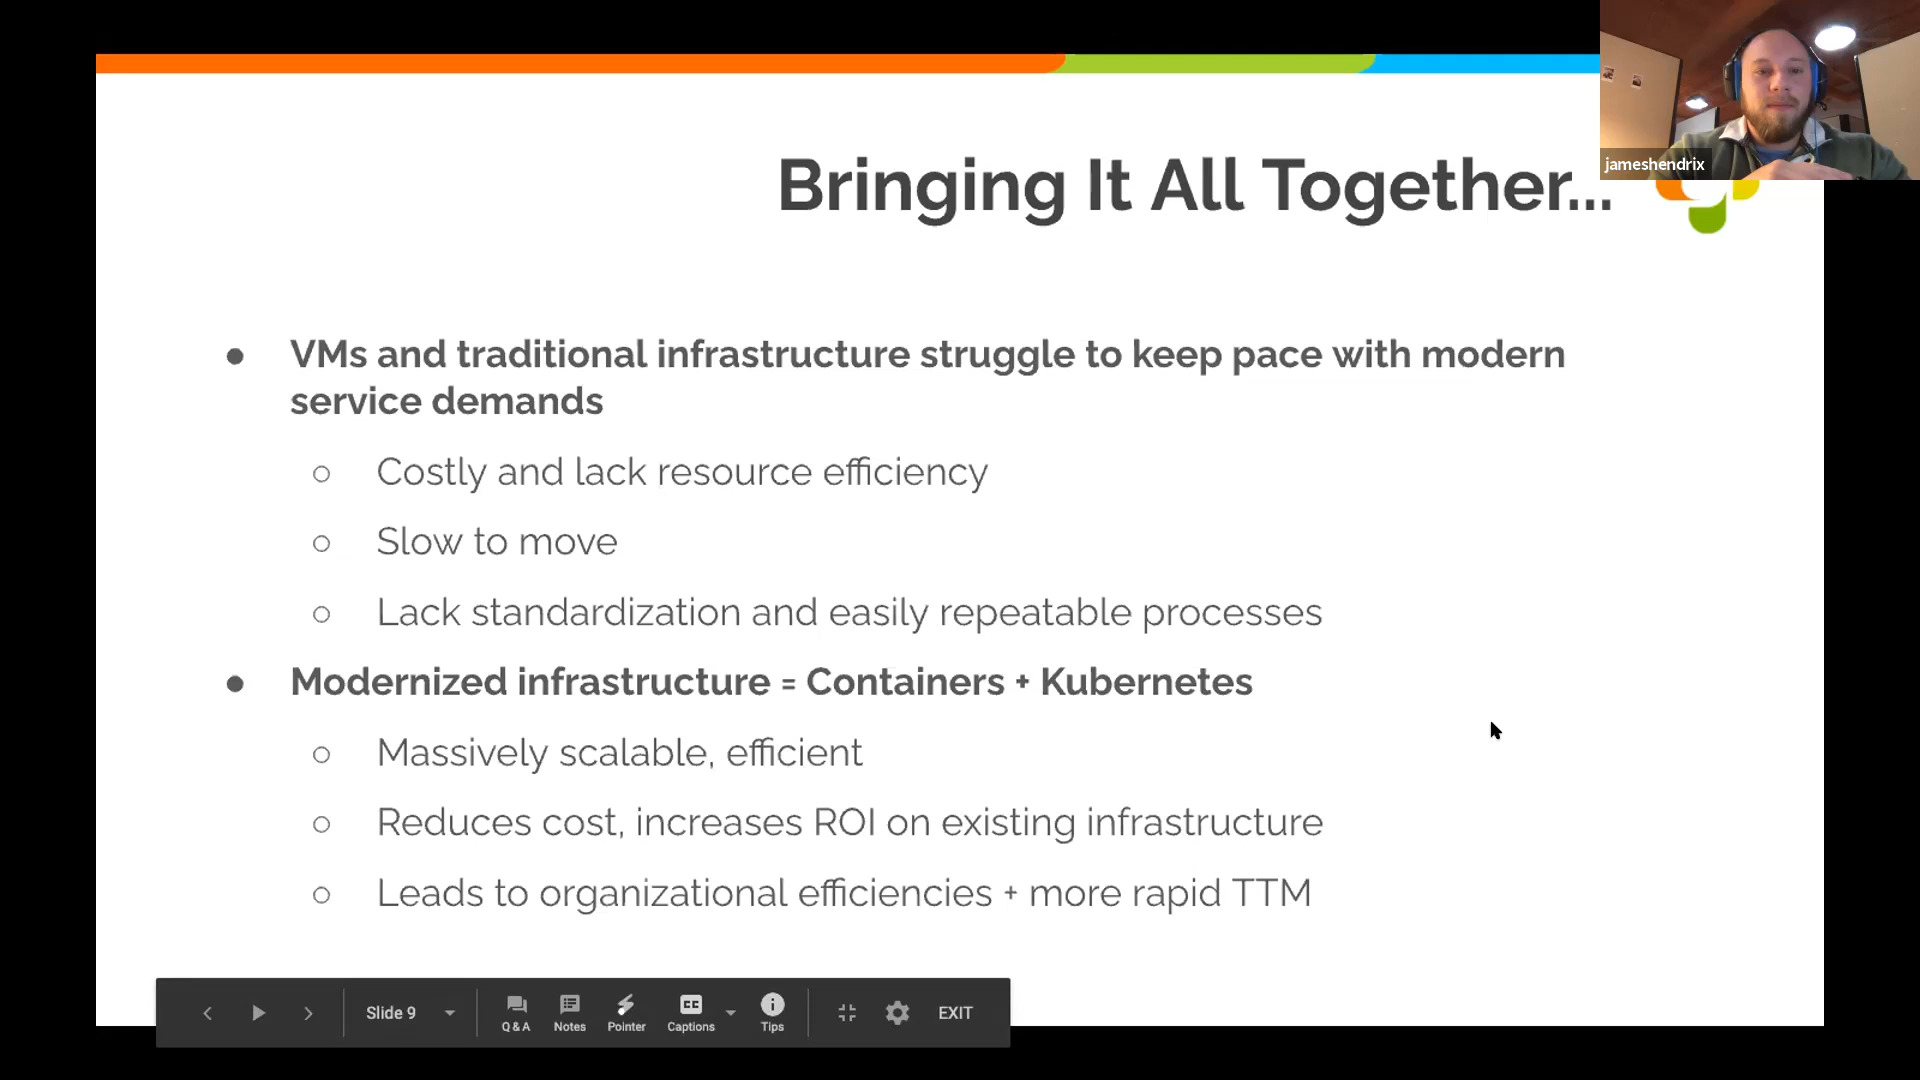 jameshendrix
Bringing It All Together...
● VMs and traditional infrastructure struggle to keep pace with modern
service demands
○ Costly and lack resource efficiency
○ Slow to move
○ Lack standardization and easily repeatable processes
● Modernized infrastructure = Containers + Kubernetes
○ Massively scalable, efficient
○ Reduces cost, increases ROI on existing infrastructure
○ Leads to organizational efficiencies + more rapid TTM
Slide 9 Q & A Notes Pointer CC Captions Tips EXIT